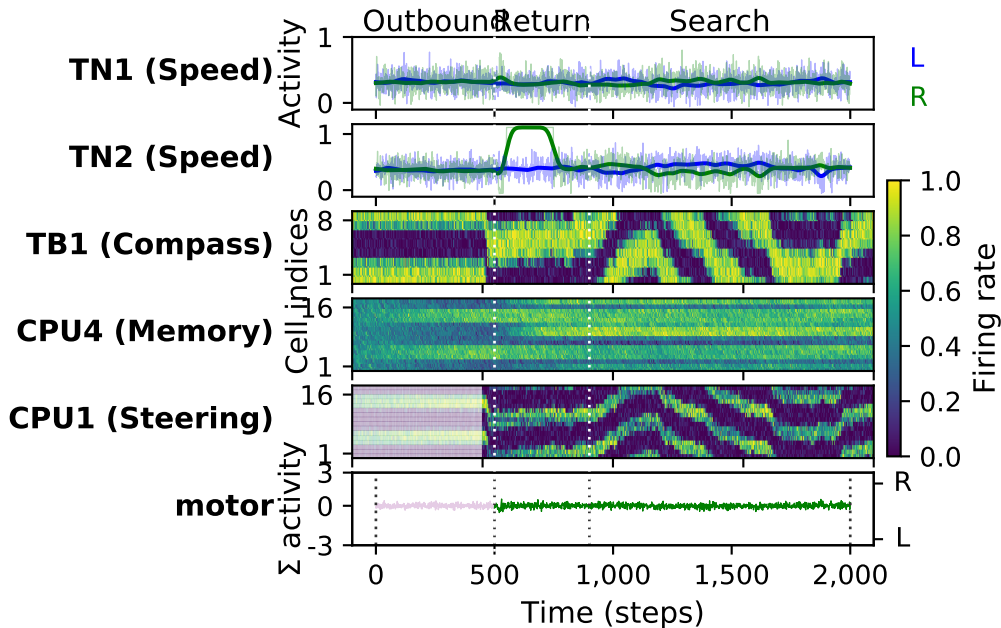 Outbound Return Search
TN1 (Speed)
Activity
1
0
L
R
TN2 (Speed)
1
0
TB1 (Compass)
8
1
Cell indices
CPU4 (Memory)
16
1
CPU1 (Steering)
16
1
motor
Σ activity
3
0
-3
R
L
0 500 1,000 1,500 2,000
Time (steps)
1.0
0.8
0.6
0.4
0.2
0.0
Firing rate